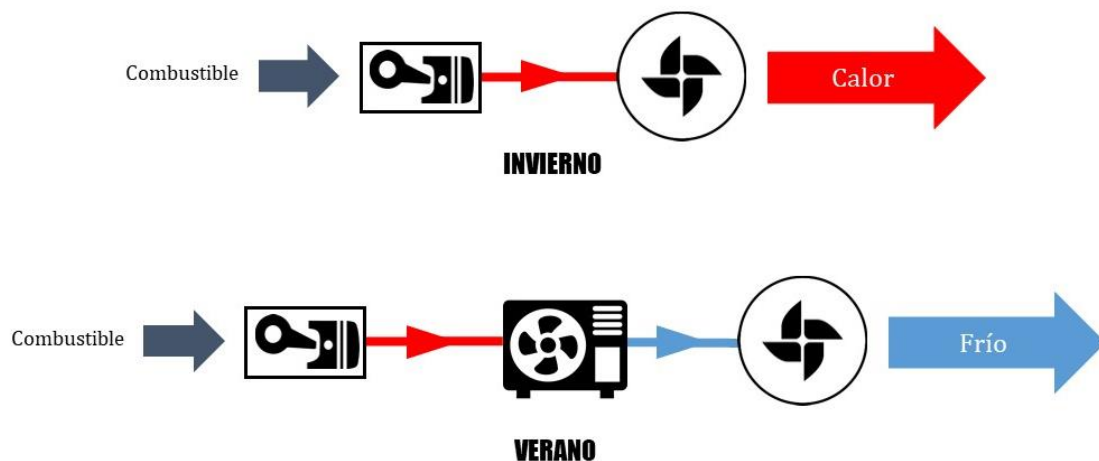 Combustible
Calor
INVIERNO
Combustible
Frío
VERANO